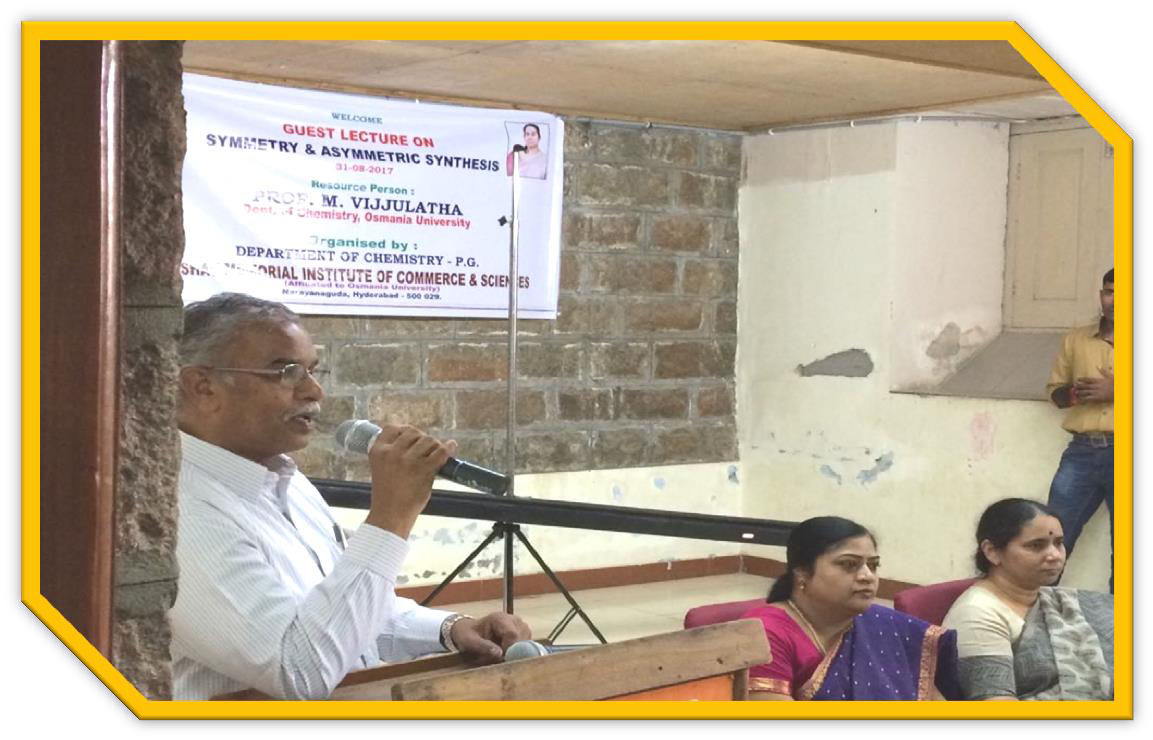 WELCOME
GUEST LECTURE ON
SYMMETRY & ASYMMETRIC SYNTHESIS
31-08-2017
Resource Person :
PROF. M. VIJJULATHA
Dept. of Chemistry, Osmania University
Organised by :
DEPARTMENT OF CHEMISTRY - P.G.
MEMORIAL INSTITUTE OF COMMERCE & SCIENCES
(Affiliated to Osmania University)
Narayanaguda, Hyderabad - 500 029.